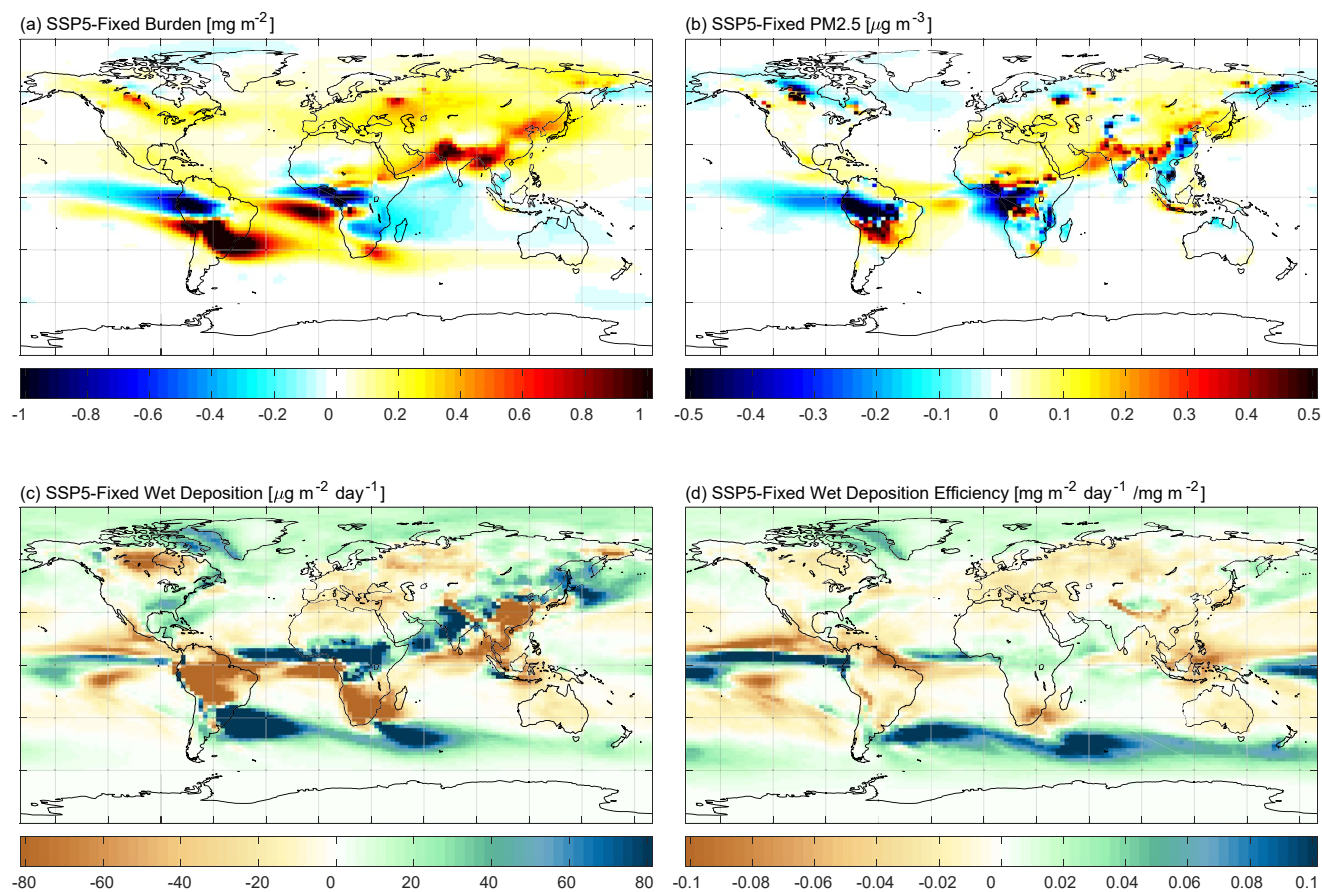 (a) SSP5-Fixed Burden [mg m-2]
(b) SSP5-Fixed PM2.5 [μg m-3]
-1 -0.8 -0.6 -0.4 -0.2 0 0.2 0.4 0.6 0.8 1
-0.5 -0.4 -0.3 -0.2 -0.1 0 0.1 0.2 0.3 0.4 0.5
(c) SSP5-Fixed Wet Deposition [μg m-2 day-1]
(d) SSP5-Fixed Wet Deposition Efficiency [mg m-2 day-1 /mg m-2]
-80 -60 -40 -20 0 20 40 60 80
-0.1 -0.08 -0.06 -0.04 -0.02 0 0.02 0.04 0.06 0.08 0.1